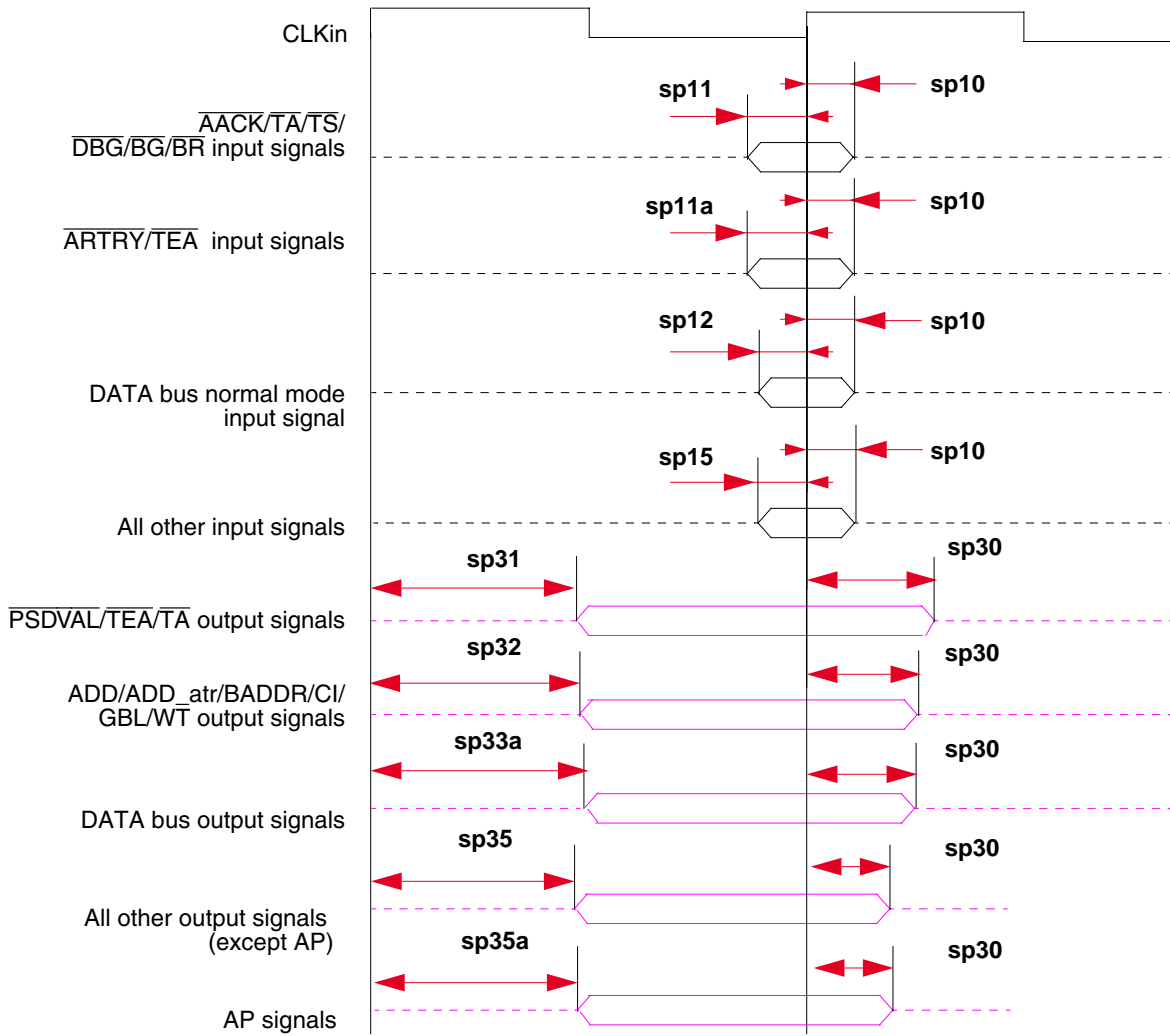 CLKin
sp11
sp10
AACK/TA/TS/
DBG/BG/BR input signals
sp11a
sp10
ARTRY/TEA input signals
sp12
sp10
DATA bus normal mode
input signal
sp15
sp10
All other input signals
sp31
sp30
PSDVAL/TEA/TA output signals
sp32
sp30
ADD/ADD_atr/BADDR/CI/
GBL/WT output signals
sp33a
sp30
DATA bus output signals
sp35
sp30
All other output signals
(except AP)
sp35a
sp30
AP signals